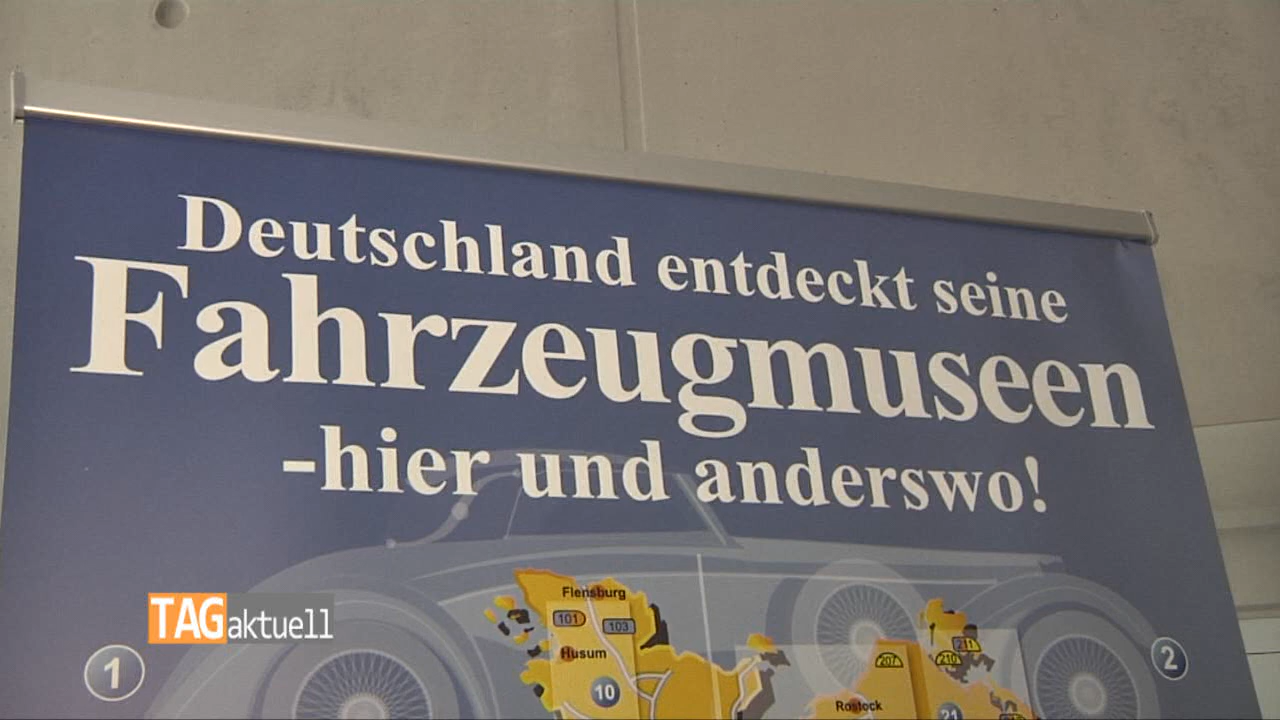 Deutschland entdeckt seine
Fahrzeugmuseen
-hier und anderswo!
Flensburg
101
103
Husum
10
207
210
211
Rostock
21
1
2
TAGaktuell